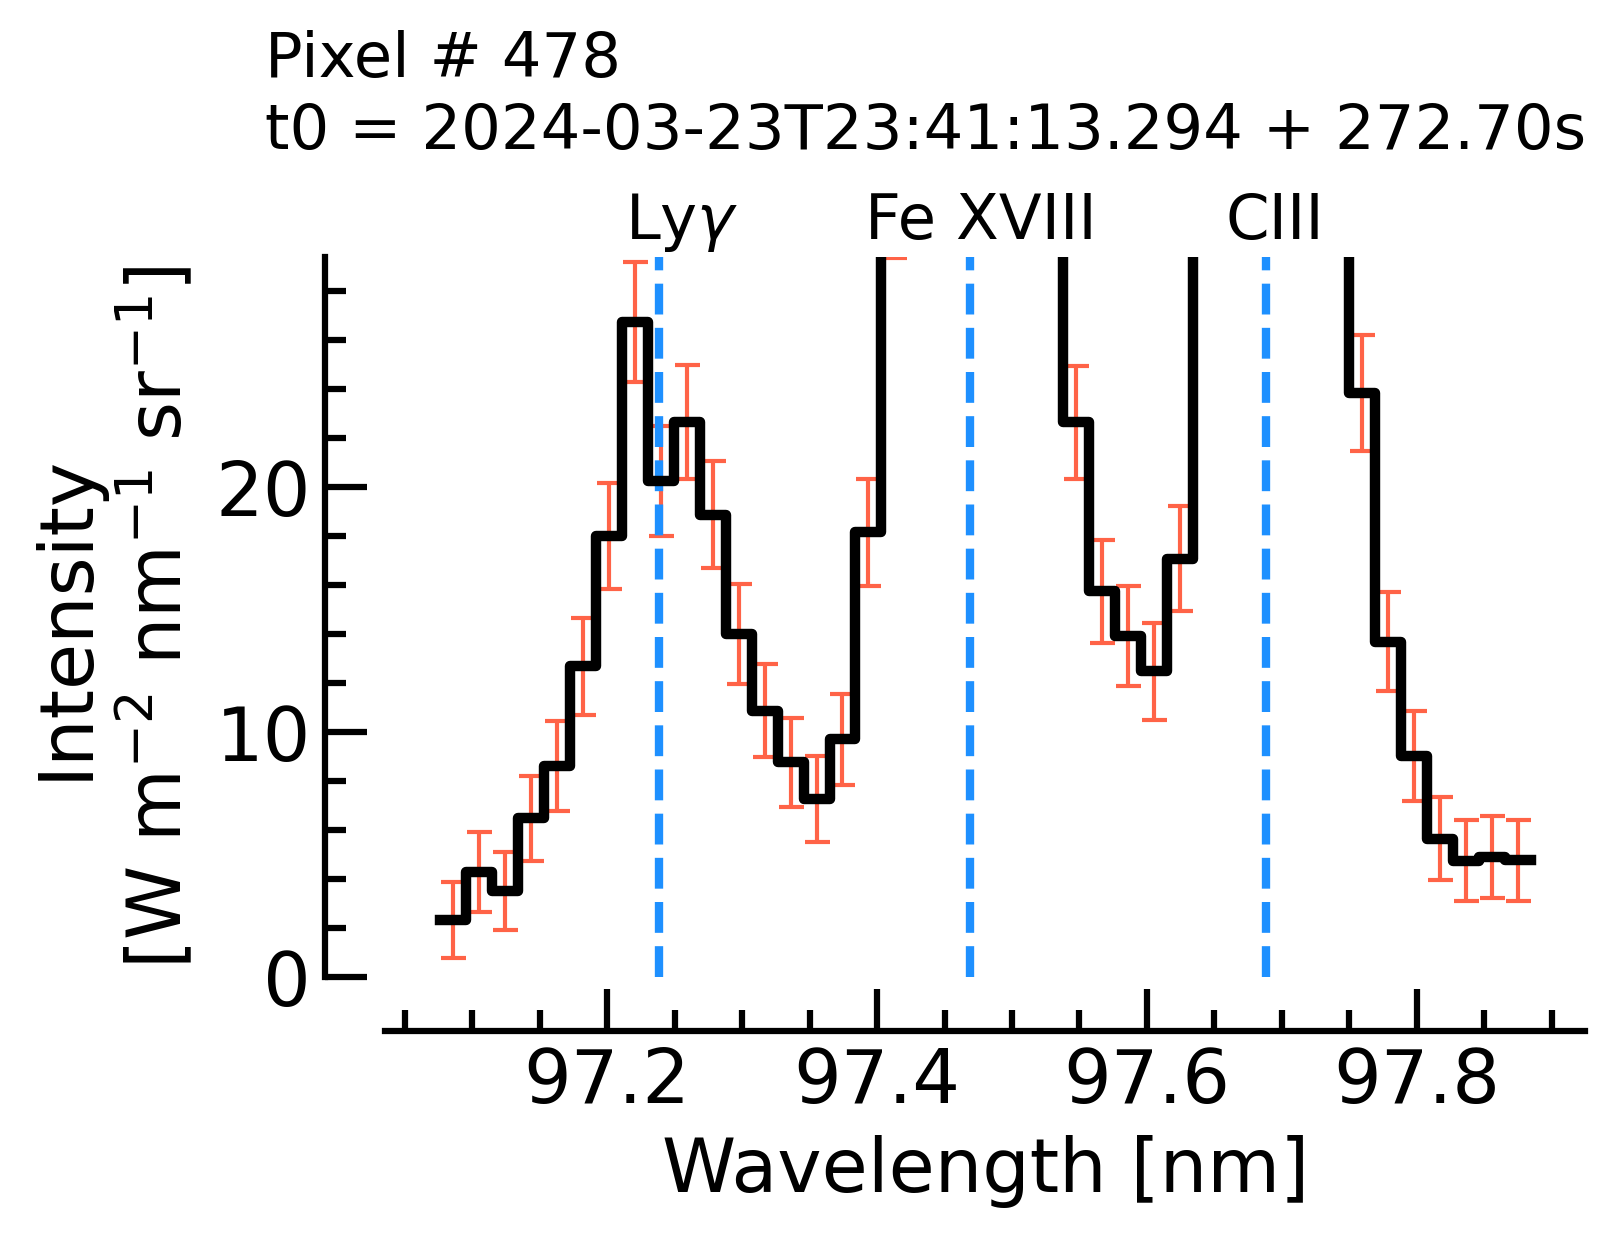 Pixel # 478
t0 = 2024-03-23T23:41:13.294 + 272.70s
Lyγ Fe XVIII CIII
Intensity
[W m⁻² nm⁻¹ sr⁻¹]
20
10
0
97.2 97.4 97.6 97.8
Wavelength [nm]